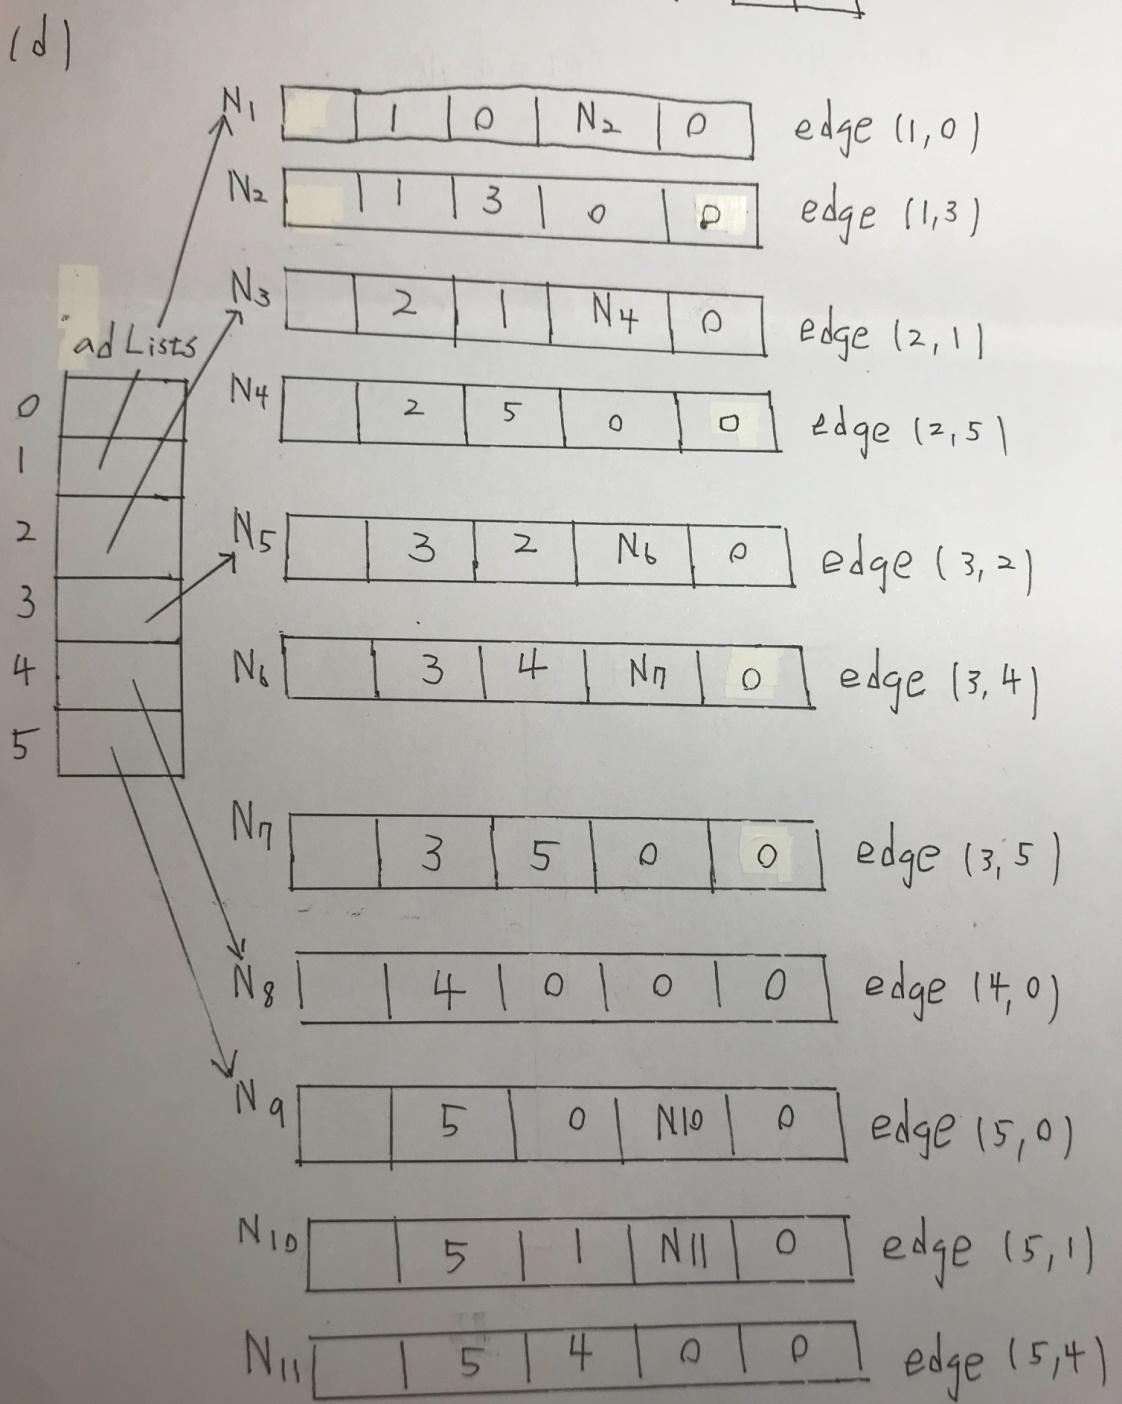 (d)
N1 1 0 N2 0 edge (1,0)
N2 1 3 0 0 edge (1,3)
N3 2 1 N4 0 edge (2,1)
adLists
N4 2 5 0 0 edge (2,5)
0
1
2
3
4
5
N5 3 2 N6 0 edge (3,2)
N6 3 4 N7 0 edge (3,4)
N7 3 5 0 0 edge (3,5)
N8 4 0 0 0 edge (4,0)
N9 5 0 N10 0 edge (5,0)
N10 5 1 N11 0 edge (5,1)
N11 5 4 0 0 edge (5,4)